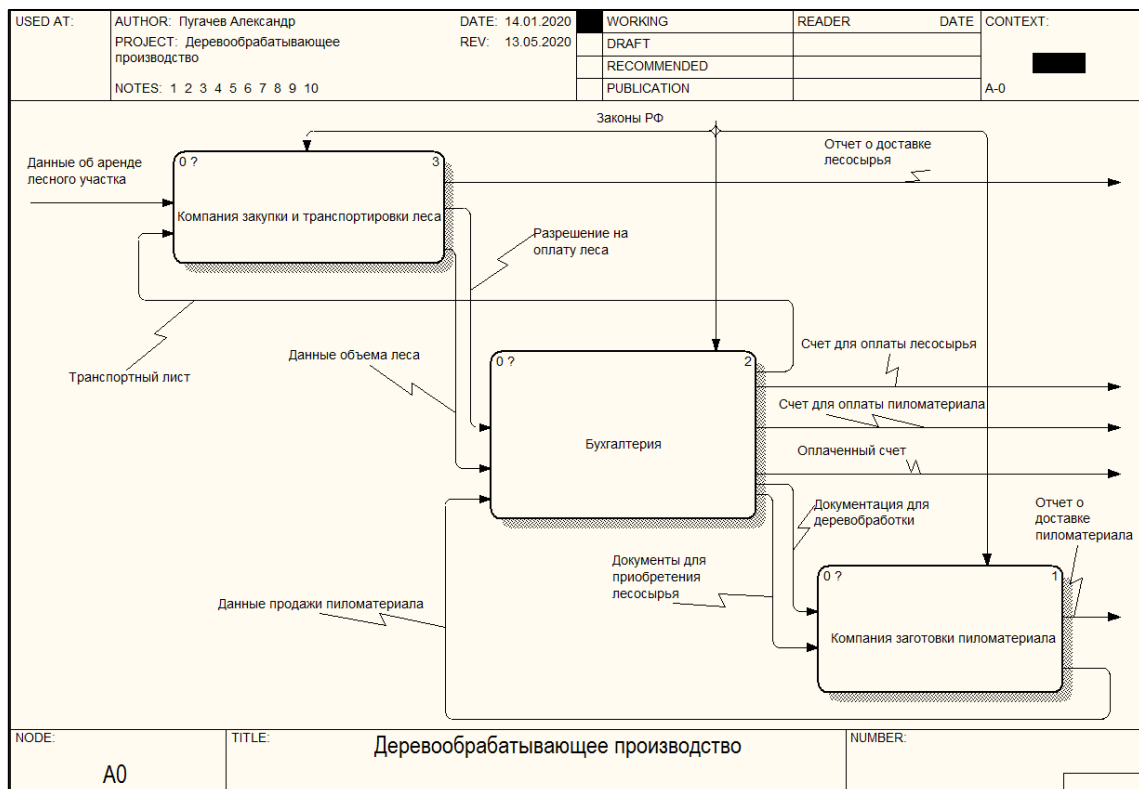 USED AT:
AUTHOR: Пугачев Александр
DATE: 14.01.2020
WORKING
READER
DATE
CONTEXT:
PROJECT: Деревообрабатывающее
производство
REV: 13.05.2020
DRAFT
RECOMMENDED
NOTES: 1 2 3 4 5 6 7 8 9 10
PUBLICATION
A-0
Законы РФ
Данные об аренде
лесного участка
0 ?
3
Компания закупки и транспортировки леса
Отчет о доставке
лесосырья
Разрешение на
оплату леса
Данные объема леса
Транспортный лист
0 ?
2
Бухгалтерия
Счет для оплаты лесосырья
Счет для оплаты пиломатериала
Оплаченный счет
Документация для
деревобработки
Отчет о
доставке
пиломатериала
Документы для
приобретения
лесосырья
Данные продажи пиломатериала
0 ?
1
Компания заготовки пиломатериала
NODE:
TITLE:
Деревообрабатывающее производство
NUMBER:
A0